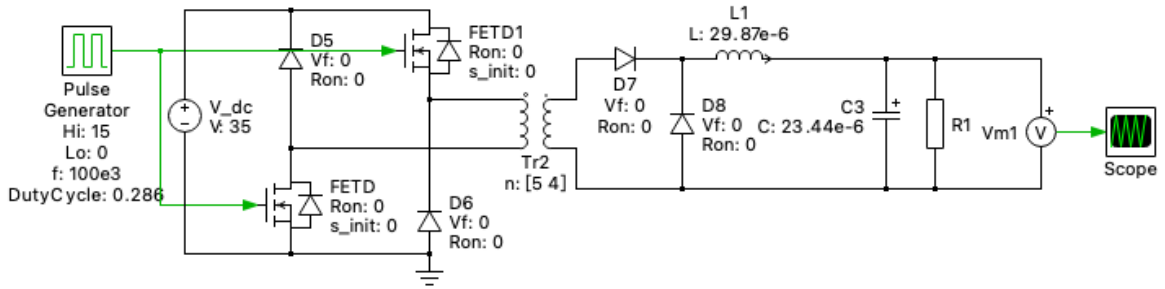 Pulse
Generator
Hi: 15
Lo: 0
f: 100e3
DutyCycle: 0.286
V_dc
V: 35
D5
Vf: 0
Ron: 0
FETD1
Ron: 0
s_init: 0
FETD
Ron: 0
s_init: 0
D6
Vf: 0
Ron: 0
Tr2
n: [5 4]
D7
Vf: 0
Ron: 0
L1
L: 29.87e-6
D8
Vf: 0
Ron: 0
C3
C: 23.44e-6
R1
Vm1
V
Scope